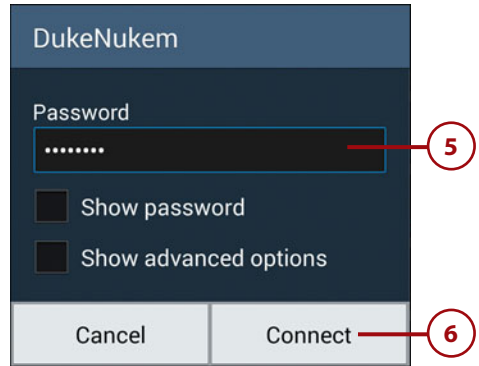 DukeNukem
Password
........
5
Show password
Show advanced options
Cancel
Connect
6